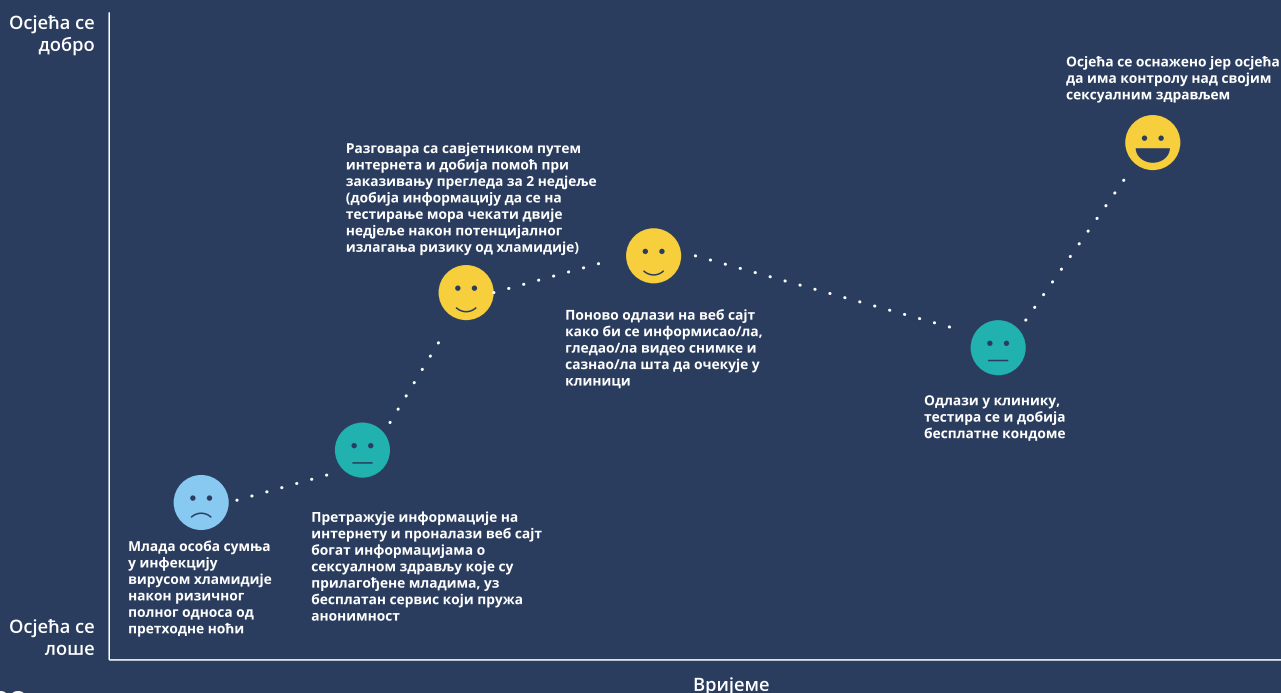 Осјећа се
добро
Осјећа се оснажено јер осјећа
да има контролу над својим
сексуалним здрављем
Разговара са савјетником путем
интернета и добија помоћ при
заказивању прегледа за 2 недјеље
(добија информацију да се на
тестирање мора чекати двије
недјеље након потенцијалног
излагања ризику од хламидије)
Поново одлази на веб сајт
како би се информисао/ла,
гледао/ла видео снимке и
сазнао/ла шта да очекује у
клиници
Одлази у клинику,
тестира се и добија
бесплатне кондоме
Претражује информације на
интернету и проналази веб сајт
богат информацијама о
сексуалном здрављу које су
прилагођене младима, уз
бесплатан сервис који пружа
анонимност
Млада особа сумња
у инфекцију
вирусом хламидије
након ризичног
полног односа од
претходне ноћи
Осјећа се
лоше
Вријеме